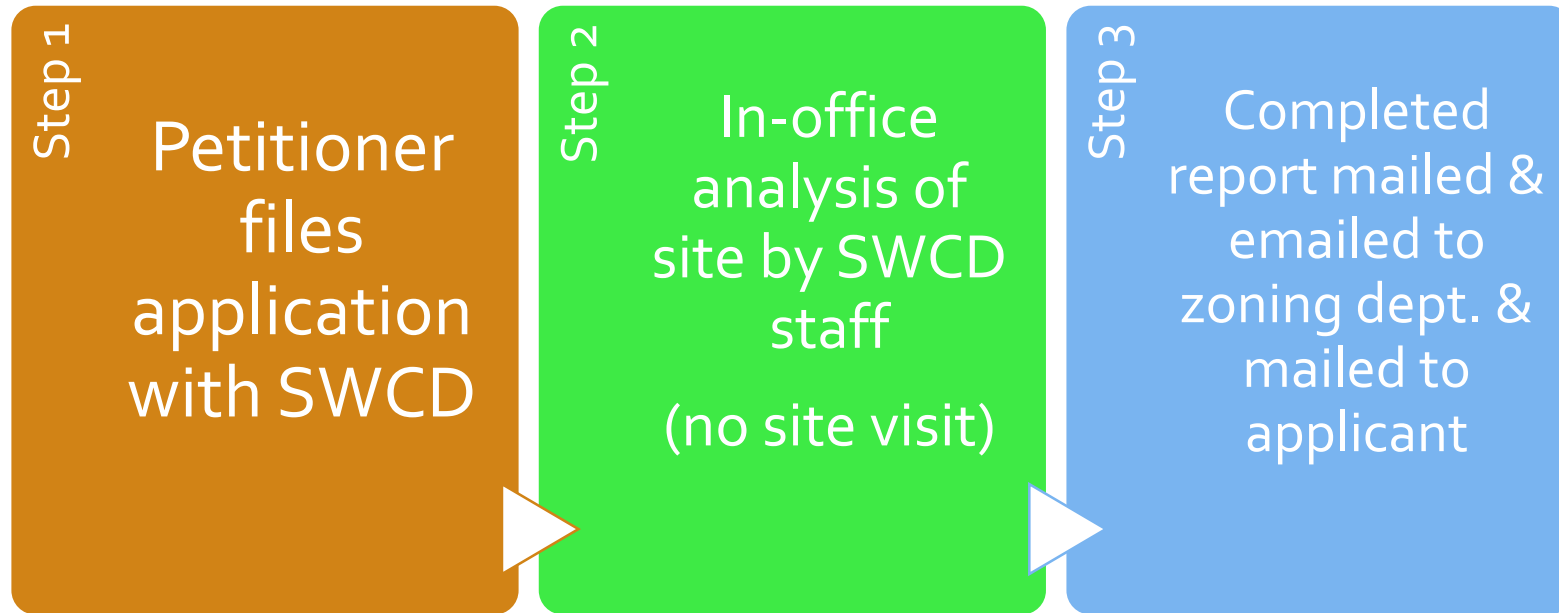 Step 1
Petitioner
files
application
with SWCD
Step 2
In-office
analysis of
site by SWCD
staff
(no site visit)
Step 3
Completed
report mailed &
emailed to
zoning dept. &
mailed to
applicant